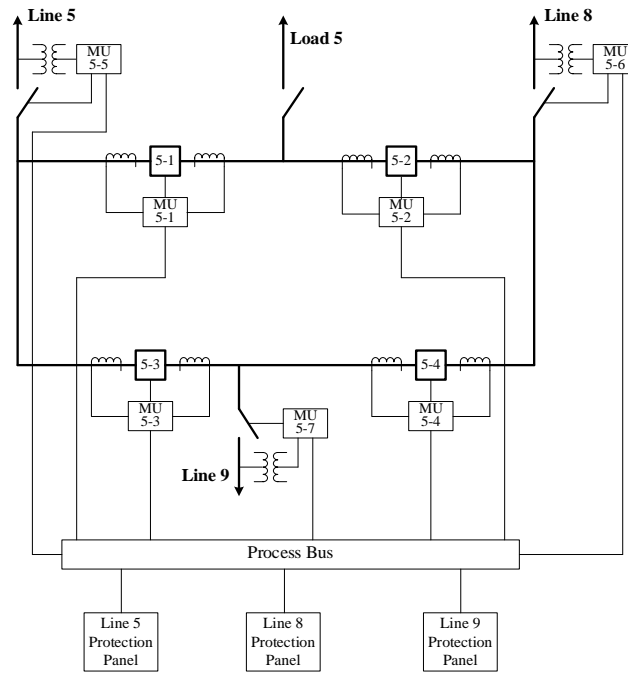 Line 5
Load 5
Line 8
MU
5-5
MU
5-6
5-1
5-2
MU
5-1
MU
5-2
5-3
5-4
MU
5-3
MU
5-7
MU
5-4
Line 9
Process Bus
Line 5
Protection
Panel
Line 8
Protection
Panel
Line 9
Protection
Panel